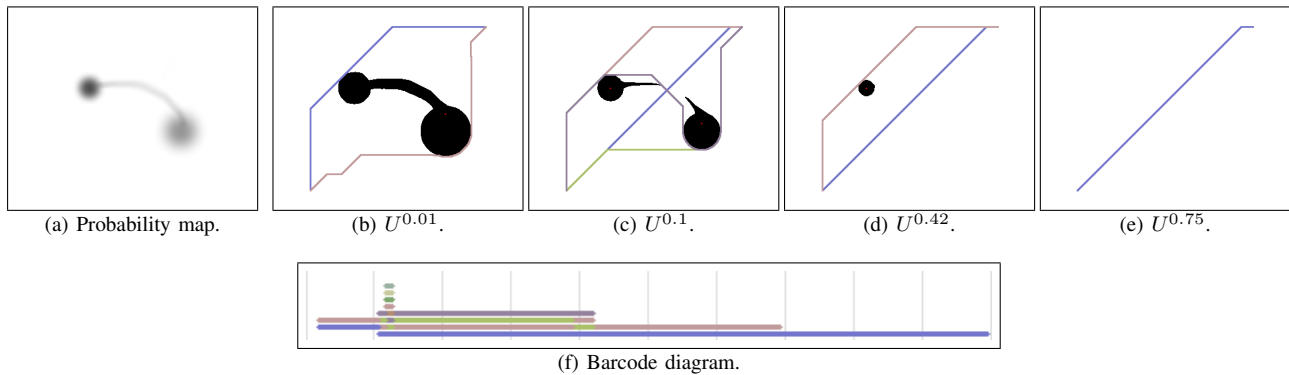 (a) Probability map.
(b) U^{0.01}.
(c) U^{0.1}.
(d) U^{0.42}.
(e) U^{0.75}.
(f) Barcode diagram.